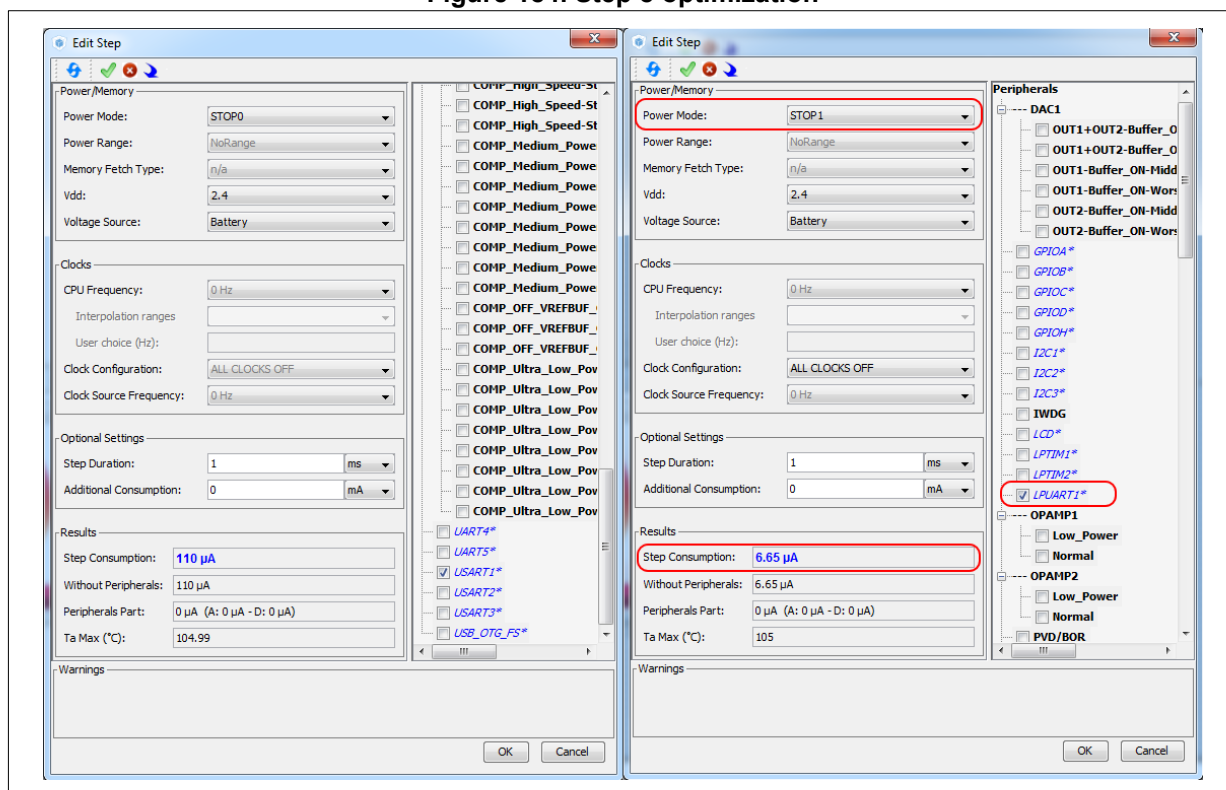 Edit Step
Power/Memory
Power Mode: STOP0
Power Range: NoRange
Memory Fetch Type: n/a
Vdd: 2.4
Voltage Source: Battery
Clocks
CPU Frequency: 0 Hz
Interpolation ranges
User choice (Hz):
Clock Configuration: ALL CLOCKS OFF
Clock Source Frequency: 0 Hz
Optional Settings
Step Duration: 1 ms
Additional Consumption: 0 mA
Results
Step Consumption: 110 µA
Without Peripherals: 110 µA
Peripherals Part: 0 µA (A: 0 µA - D: 0 µA)
Ta Max (°C): 104.99
COMP_High_Speed-St
COMP_High_Speed-St
COMP_High_Speed-St
COMP_Medium_Powe
COMP_Medium_Powe
COMP_Medium_Powe
COMP_Medium_Powe
COMP_Medium_Powe
COMP_Medium_Powe
COMP_Medium_Powe
COMP_Medium_Powe
COMP_OFF_VREFBUF_
COMP_OFF_VREFBUF_
COMP_OFF_VREFBUF_
COMP_Ultra_Low_Pov
COMP_Ultra_Low_Pov
COMP_Ultra_Low_Pov
COMP_Ultra_Low_Pov
COMP_Ultra_Low_Pov
COMP_Ultra_Low_Pov
COMP_Ultra_Low_Pov
COMP_Ultra_Low_Pov
UART4*
UART5*
USART1*
USART2*
USART3*
USB_OTG_FS*
Warnings
OK Cancel
Edit Step
Power/Memory
Power Mode: STOP1
Power Range: NoRange
Memory Fetch Type: n/a
Vdd: 2.4
Voltage Source: Battery
Clocks
CPU Frequency: 0 Hz
Interpolation ranges
User choice (Hz):
Clock Configuration: ALL CLOCKS OFF
Clock Source Frequency: 0 Hz
Optional Settings
Step Duration: 1 ms
Additional Consumption: 0 mA
Results
Step Consumption: 6.65 µA
Without Peripherals: 6.65 µA
Peripherals Part: 0 µA (A: 0 µA - D: 0 µA)
Ta Max (°C): 105
Peripherals
DAC1
OUT1+OUT2-Buffer_O
OUT1+OUT2-Buffer_O
OUT1-Buffer_ON-Midd
OUT1-Buffer_ON-Wors
OUT2-Buffer_ON-Midd
OUT2-Buffer_ON-Wors
GPIOA*
GPIOB*
GPIOC*
GPIOD*
GPIOH*
I2C1*
I2C2*
I2C3*
IWDG
LCD*
LPTIM1*
LPTIM2*
LPUART1*
OPAMP1
Low_Power
Normal
OPAMP2
Low_Power
Normal
PVD/BOR
Warnings
OK Cancel